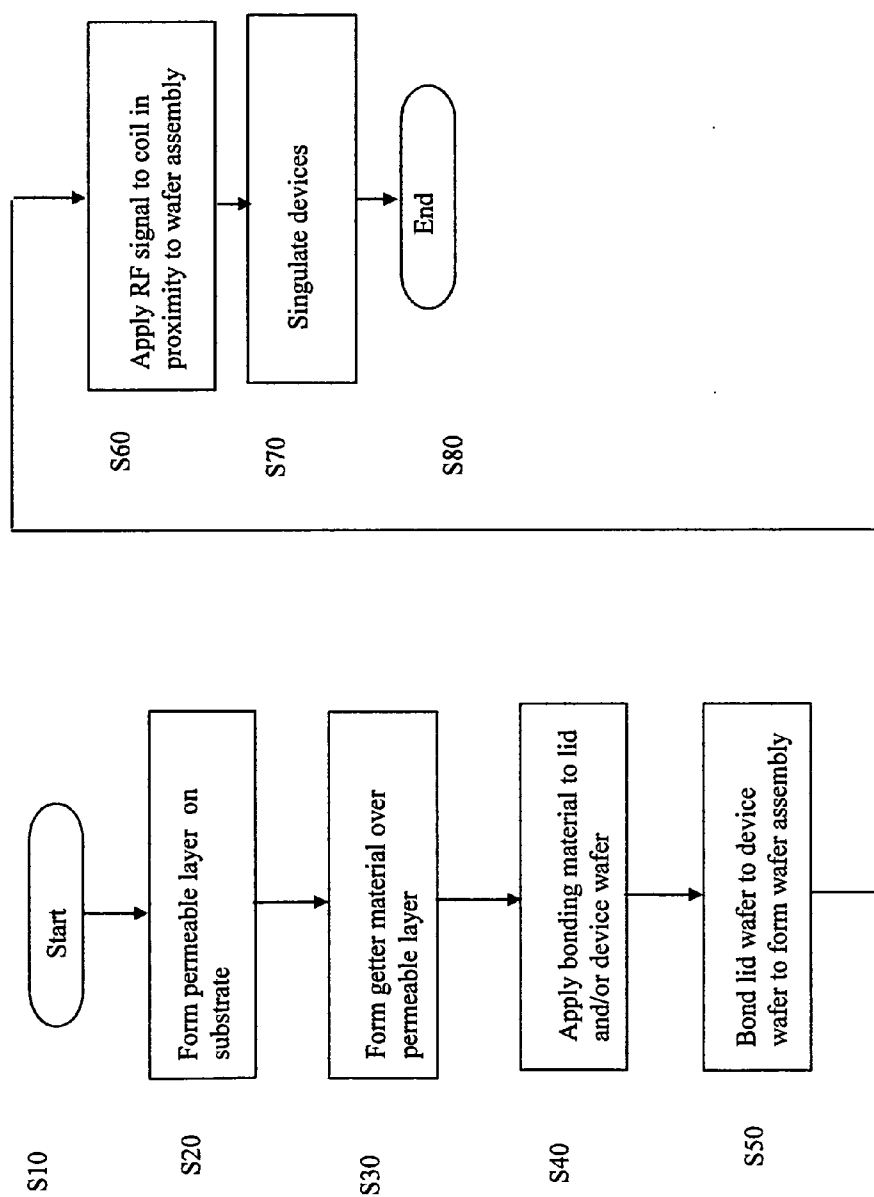 S10
Start
S20
Form permeable layer on
substrate
S30
Form getter material over
permeable layer
S40
Apply bonding material to lid
and/or device wafer
S50
Bond lid wafer to device
wafer to form wafer assembly
S60
Apply RF signal to coil in
proximity to wafer assembly
S70
Singulate devices
S80
End